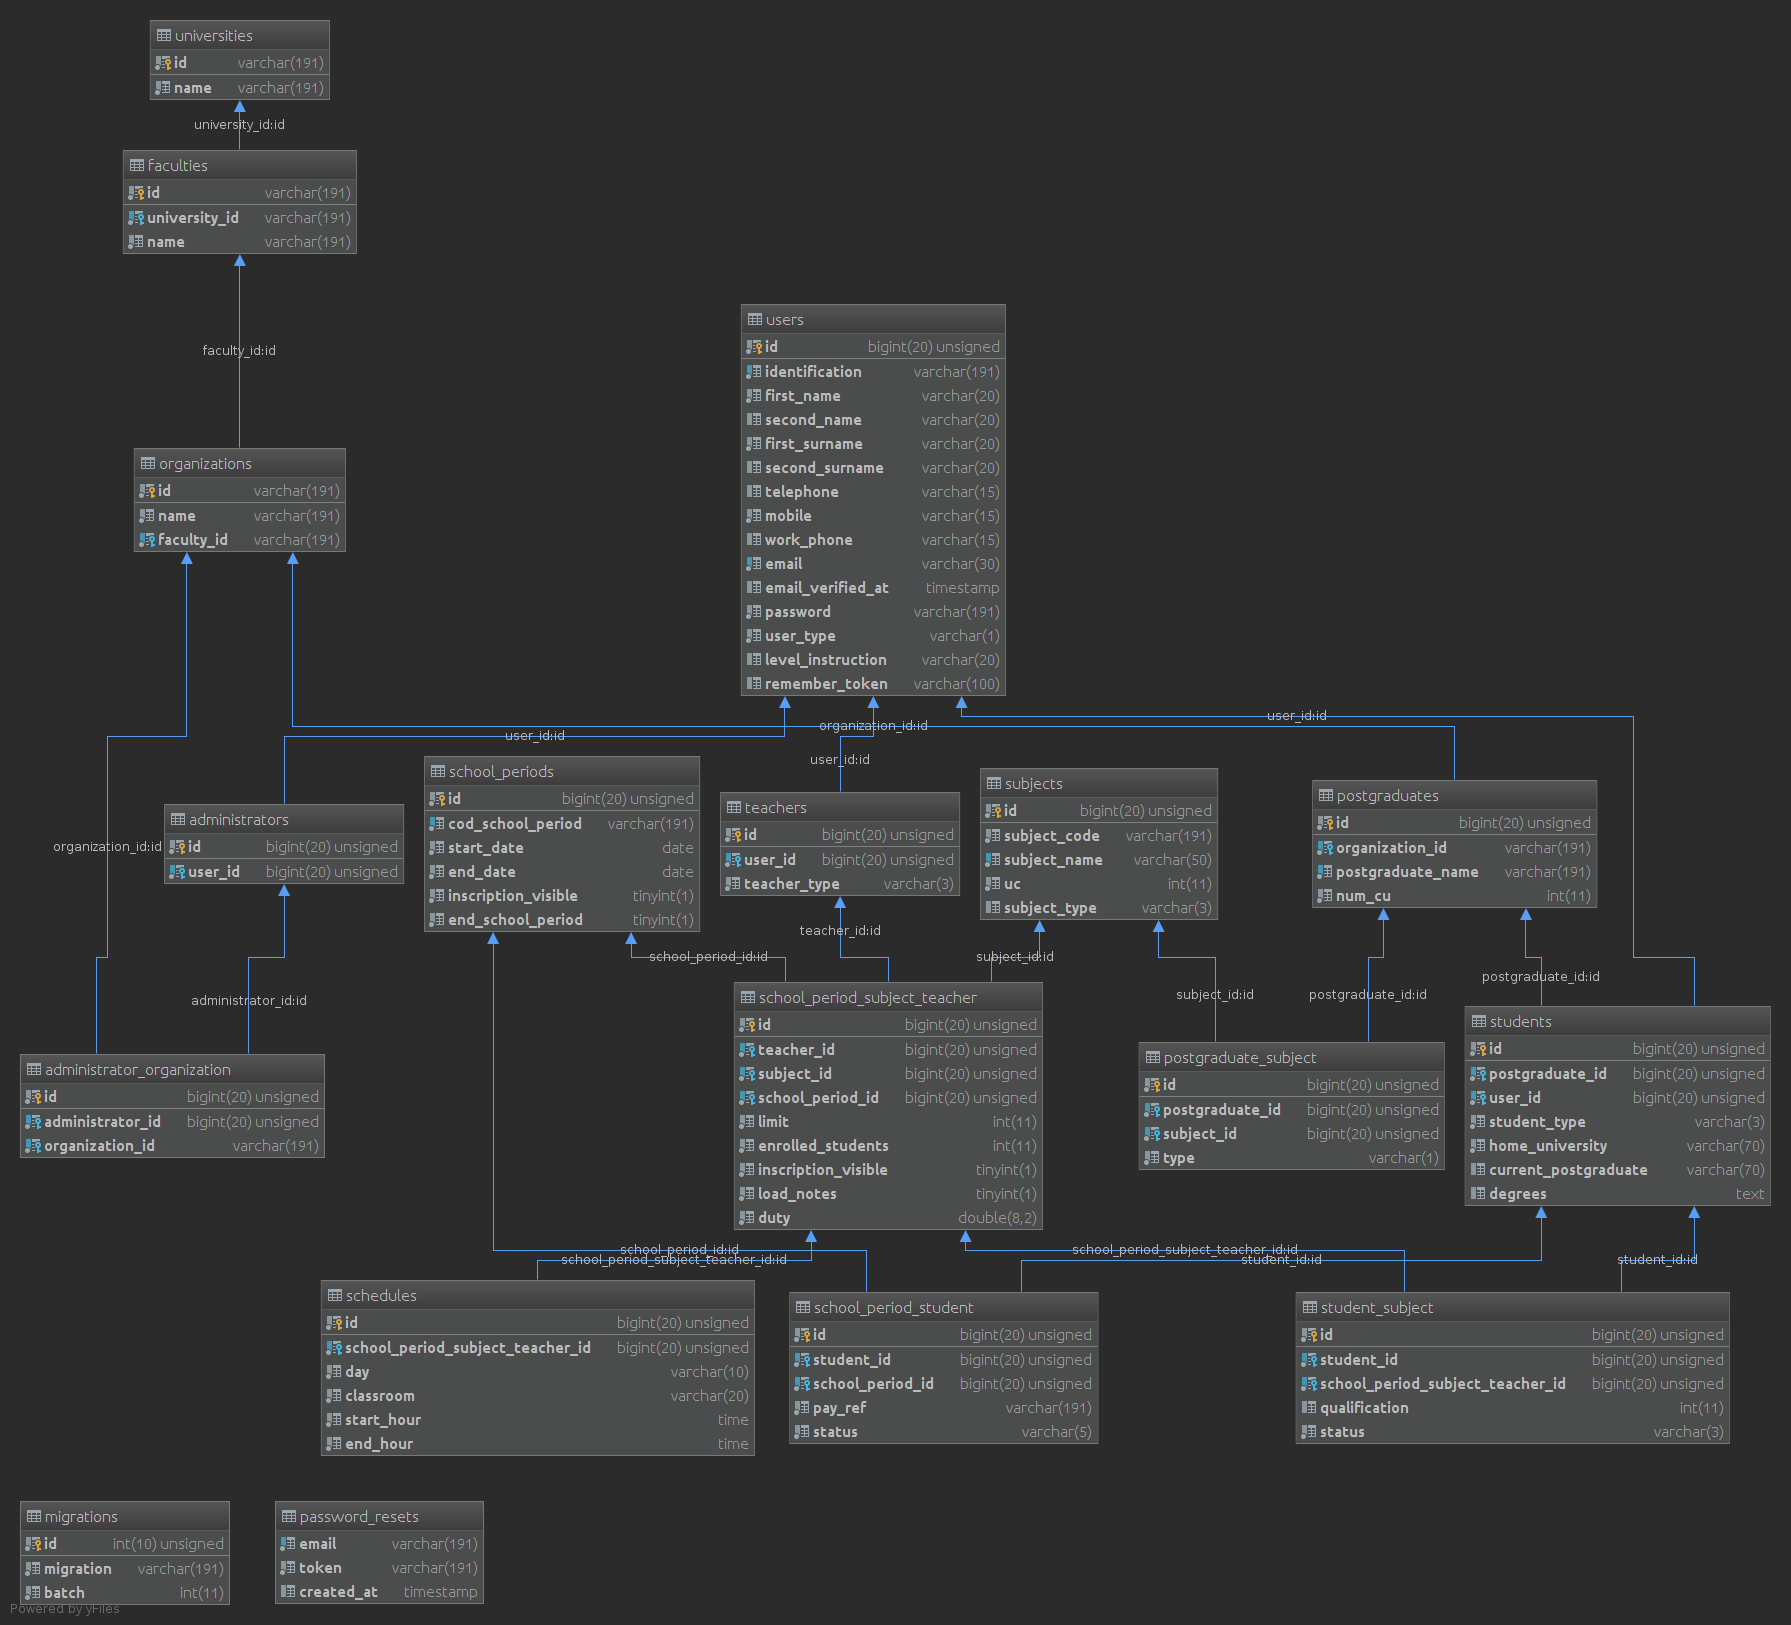 universities
id varchar(191)
name varchar(191)
university_id:id
faculties
id varchar(191)
university_id varchar(191)
name varchar(191)
faculty_id:id
organizations
id varchar(191)
name varchar(191)
faculty_id varchar(191)
users
id bigint(20) unsigned
identification varchar(191)
first_name varchar(20)
second_name varchar(20)
first_surname varchar(20)
second_surname varchar(20)
telephone varchar(15)
mobile varchar(15)
work_phone varchar(15)
email varchar(30)
email_verified_at timestamp
password varchar(191)
user_type varchar(1)
level_instruction varchar(20)
remember_token varchar(100)
user_id:id
organization_id:id
user_id:id
user_id:id
organization_id:id
administrators
id bigint(20) unsigned
user_id bigint(20) unsigned
school_periods
id bigint(20) unsigned
cod_school_period varchar(191)
start_date date
end_date date
inscription_visible tinyint(1)
end_school_period tinyint(1)
teachers
id bigint(20) unsigned
user_id bigint(20) unsigned
teacher_type varchar(3)
subjects
id bigint(20) unsigned
subject_code varchar(191)
subject_name varchar(50)
uc int(11)
subject_type varchar(3)
postgraduates
id bigint(20) unsigned
organization_id varchar(191)
postgraduate_name varchar(191)
num_cu int(11)
teacher_id:id
school_period_id:id
subject_id:id
administrator_id:id
subject_id:id
postgraduate_id:id
postgraduate_id:id
administrator_organization
id bigint(20) unsigned
administrator_id bigint(20) unsigned
organization_id varchar(191)
school_period_subject_teacher
id bigint(20) unsigned
teacher_id bigint(20) unsigned
subject_id bigint(20) unsigned
school_period_id bigint(20) unsigned
limit int(11)
enrolled_students int(11)
inscription_visible tinyint(1)
load_notes tinyint(1)
duty double(8,2)
postgraduate_subject
id bigint(20) unsigned
postgraduate_id bigint(20) unsigned
subject_id bigint(20) unsigned
type varchar(1)
students
id bigint(20) unsigned
postgraduate_id bigint(20) unsigned
user_id bigint(20) unsigned
student_type varchar(3)
home_university varchar(70)
current_postgraduate varchar(70)
degrees text
school_period_id:id
school_period_subject_teacher_id:id
school_period_subject_teacher_id:id
student_id:id
student_id:id
schedules
id bigint(20) unsigned
school_period_subject_teacher_id bigint(20) unsigned
day varchar(10)
classroom varchar(20)
start_hour time
end_hour time
school_period_student
id bigint(20) unsigned
student_id bigint(20) unsigned
school_period_id bigint(20) unsigned
pay_ref varchar(191)
status varchar(5)
student_subject
id bigint(20) unsigned
student_id bigint(20) unsigned
school_period_subject_teacher_id bigint(20) unsigned
qualification int(11)
status varchar(3)
migrations
id int(10) unsigned
migration varchar(191)
batch int(11)
password_resets
email varchar(191)
token varchar(191)
created_at timestamp
Powered by yFiles